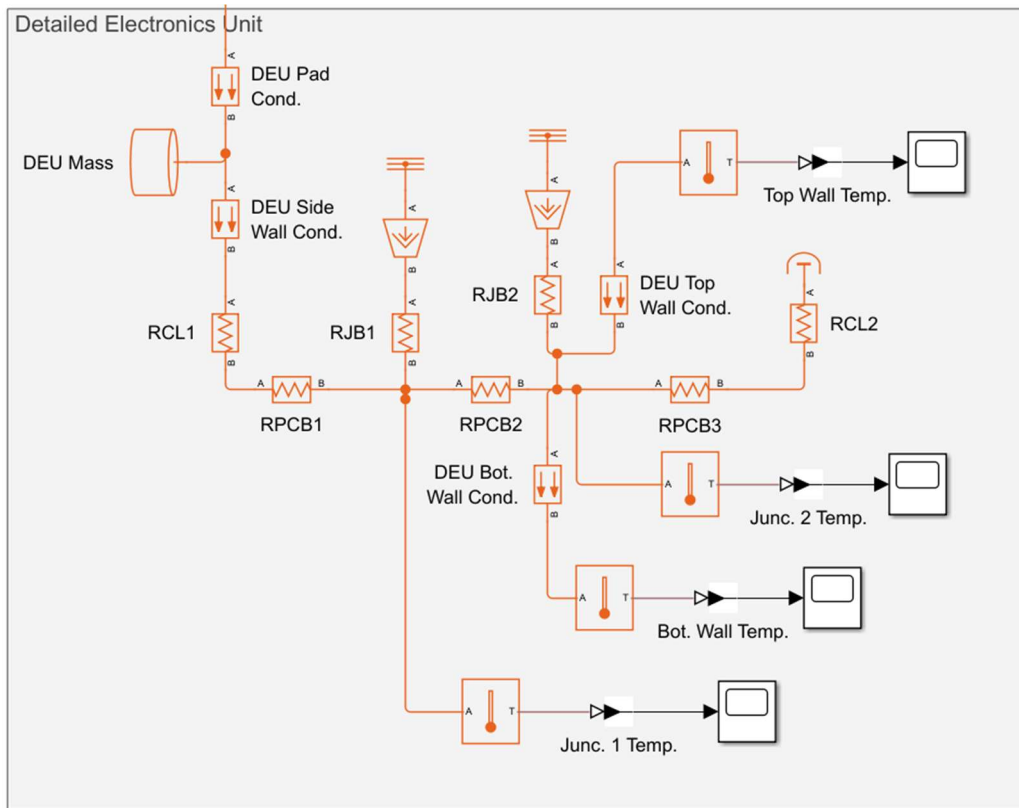 Detailed Electronics Unit
A
DEU Pad
Cond.
B
DEU Mass
A
DEU Side
Wall Cond.
B
A
RCL1
B
A
B
A
RJB1
B
A
B
A
RJB2
B
A
DEU Top
Wall Cond.
B
A
T
Top Wall Temp.
A
RCL2
B
A
B
RPCB1
A
B
RPCB2
A
B
RPCB3
A
DEU Bot.
Wall Cond.
B
A
T
Junc. 2 Temp.
A
T
Bot. Wall Temp.
A
T
Junc. 1 Temp.